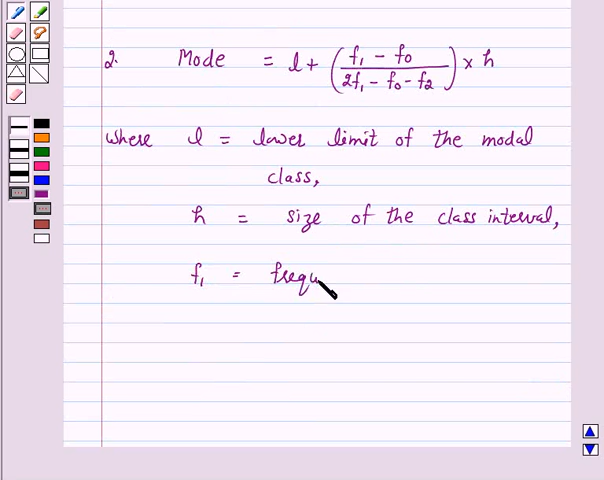 2. Mode = l + ( f₁ - f₀ / 2f₁ - f₀ - f₂ ) × h
where l = lower limit of the modal
class,
h = size of the class interval,
f₁ = frequ